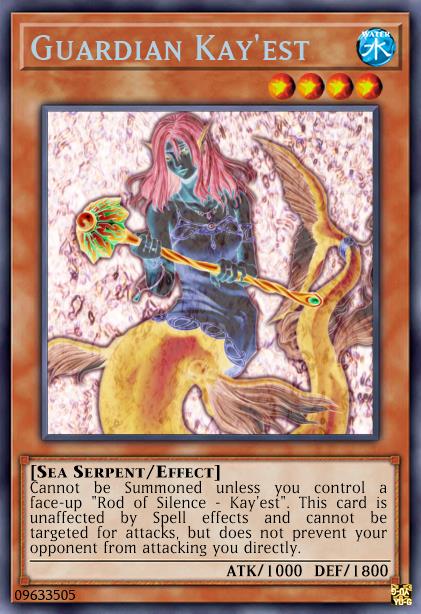 Guardian Kay'est
WATER
水
[Sea Serpent/Effect]
Cannot be Summoned unless you control a
face-up "Rod of Silence - Kay'est". This card is
unaffected by Spell effects and cannot be
targeted for attacks, but does not prevent your
opponent from attacking you directly.
ATK/1000 DEF/1800
09633505